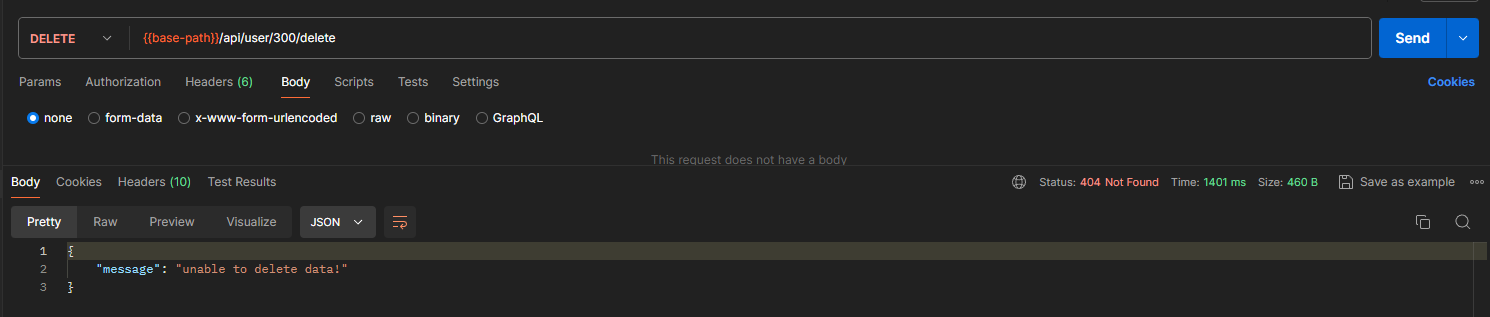 DELETE {{base-path}}/api/user/300/delete Send
Params Authorization Headers (6) Body Scripts Tests Settings Cookies
none form-data x-www-form-urlencoded raw binary GraphQL
This request does not have a body
Body Cookies Headers (10) Test Results Status: 404 Not Found Time: 1401 ms Size: 460 B Save as example
Pretty Raw Preview Visualize JSON
1 {
2 "message": "unable to delete data!"
3 }